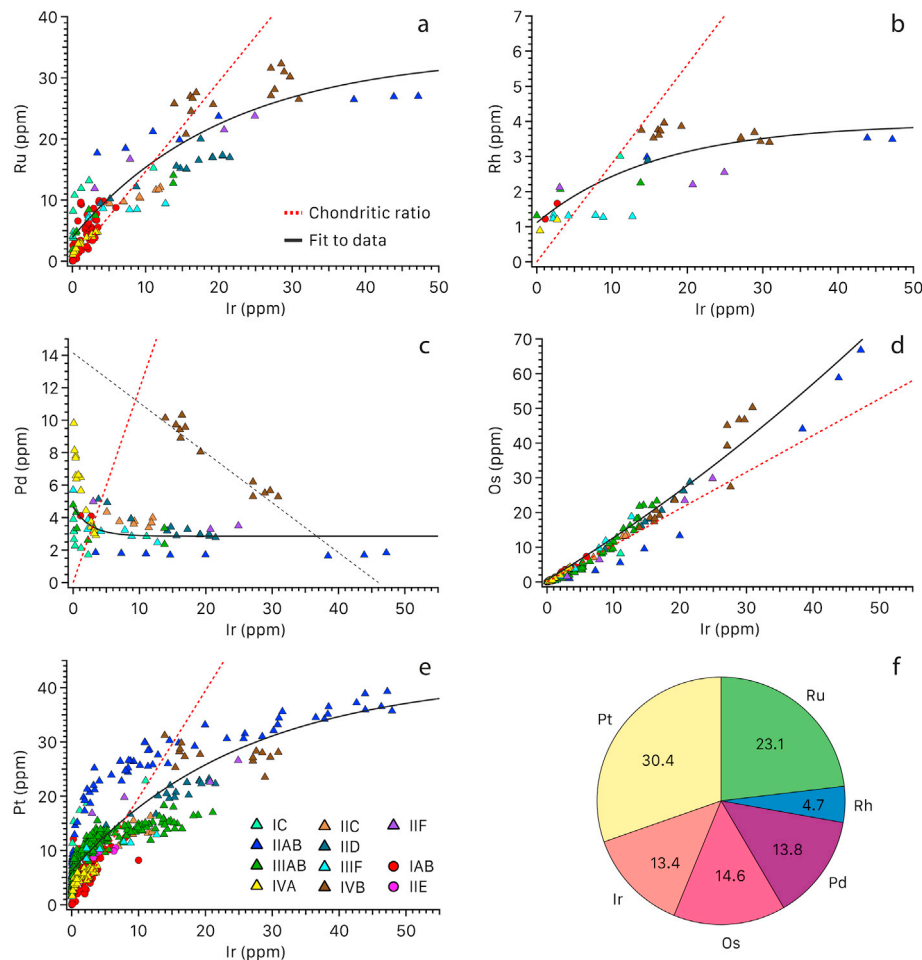 a
Ru (ppm)
40
30
20
10
0
Chondritic ratio
Fit to data
0 10 20 30 40 50
Ir (ppm)
b
Rh (ppm)
7
6
5
4
3
2
1
0
0 10 20 30 40 50
Ir (ppm)
c
Pd (ppm)
14
12
10
8
6
4
2
0
0 10 20 30 40 50
Ir (ppm)
d
Os (ppm)
70
60
50
40
30
20
10
0
0 10 20 30 40 50
Ir (ppm)
e
Pt (ppm)
40
30
20
10
0
IC IIC IIF
IIAB IID
IIIAB IIIF IAB
IVA IVB IIE
0 10 20 30 40 50
Ir (ppm)
f
Pt
Ru
30.4
23.1
4.7
Rh
13.4
14.6
13.8
Ir
Pd
Os